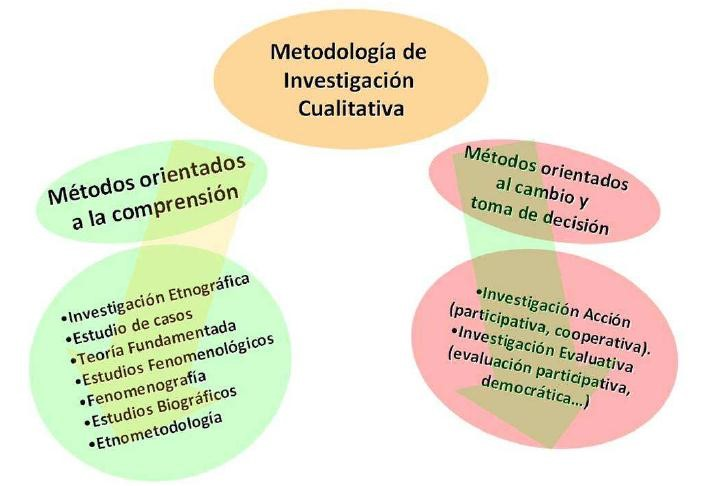 Metodología de
Investigación
Cualitativa
Métodos orientados
a la comprensión
•Investigación Etnográfica
•Estudio de casos
•Teoría Fundamentada
•Estudios Fenomenológicos
•Fenomenografía
•Estudios Biográficos
•Etnometodología
Métodos orientados
al cambio y
toma de decisión
•Investigación Acción
(participativa, cooperativa).
•Investigación Evaluativa
(evaluación participativa,
democrática…)